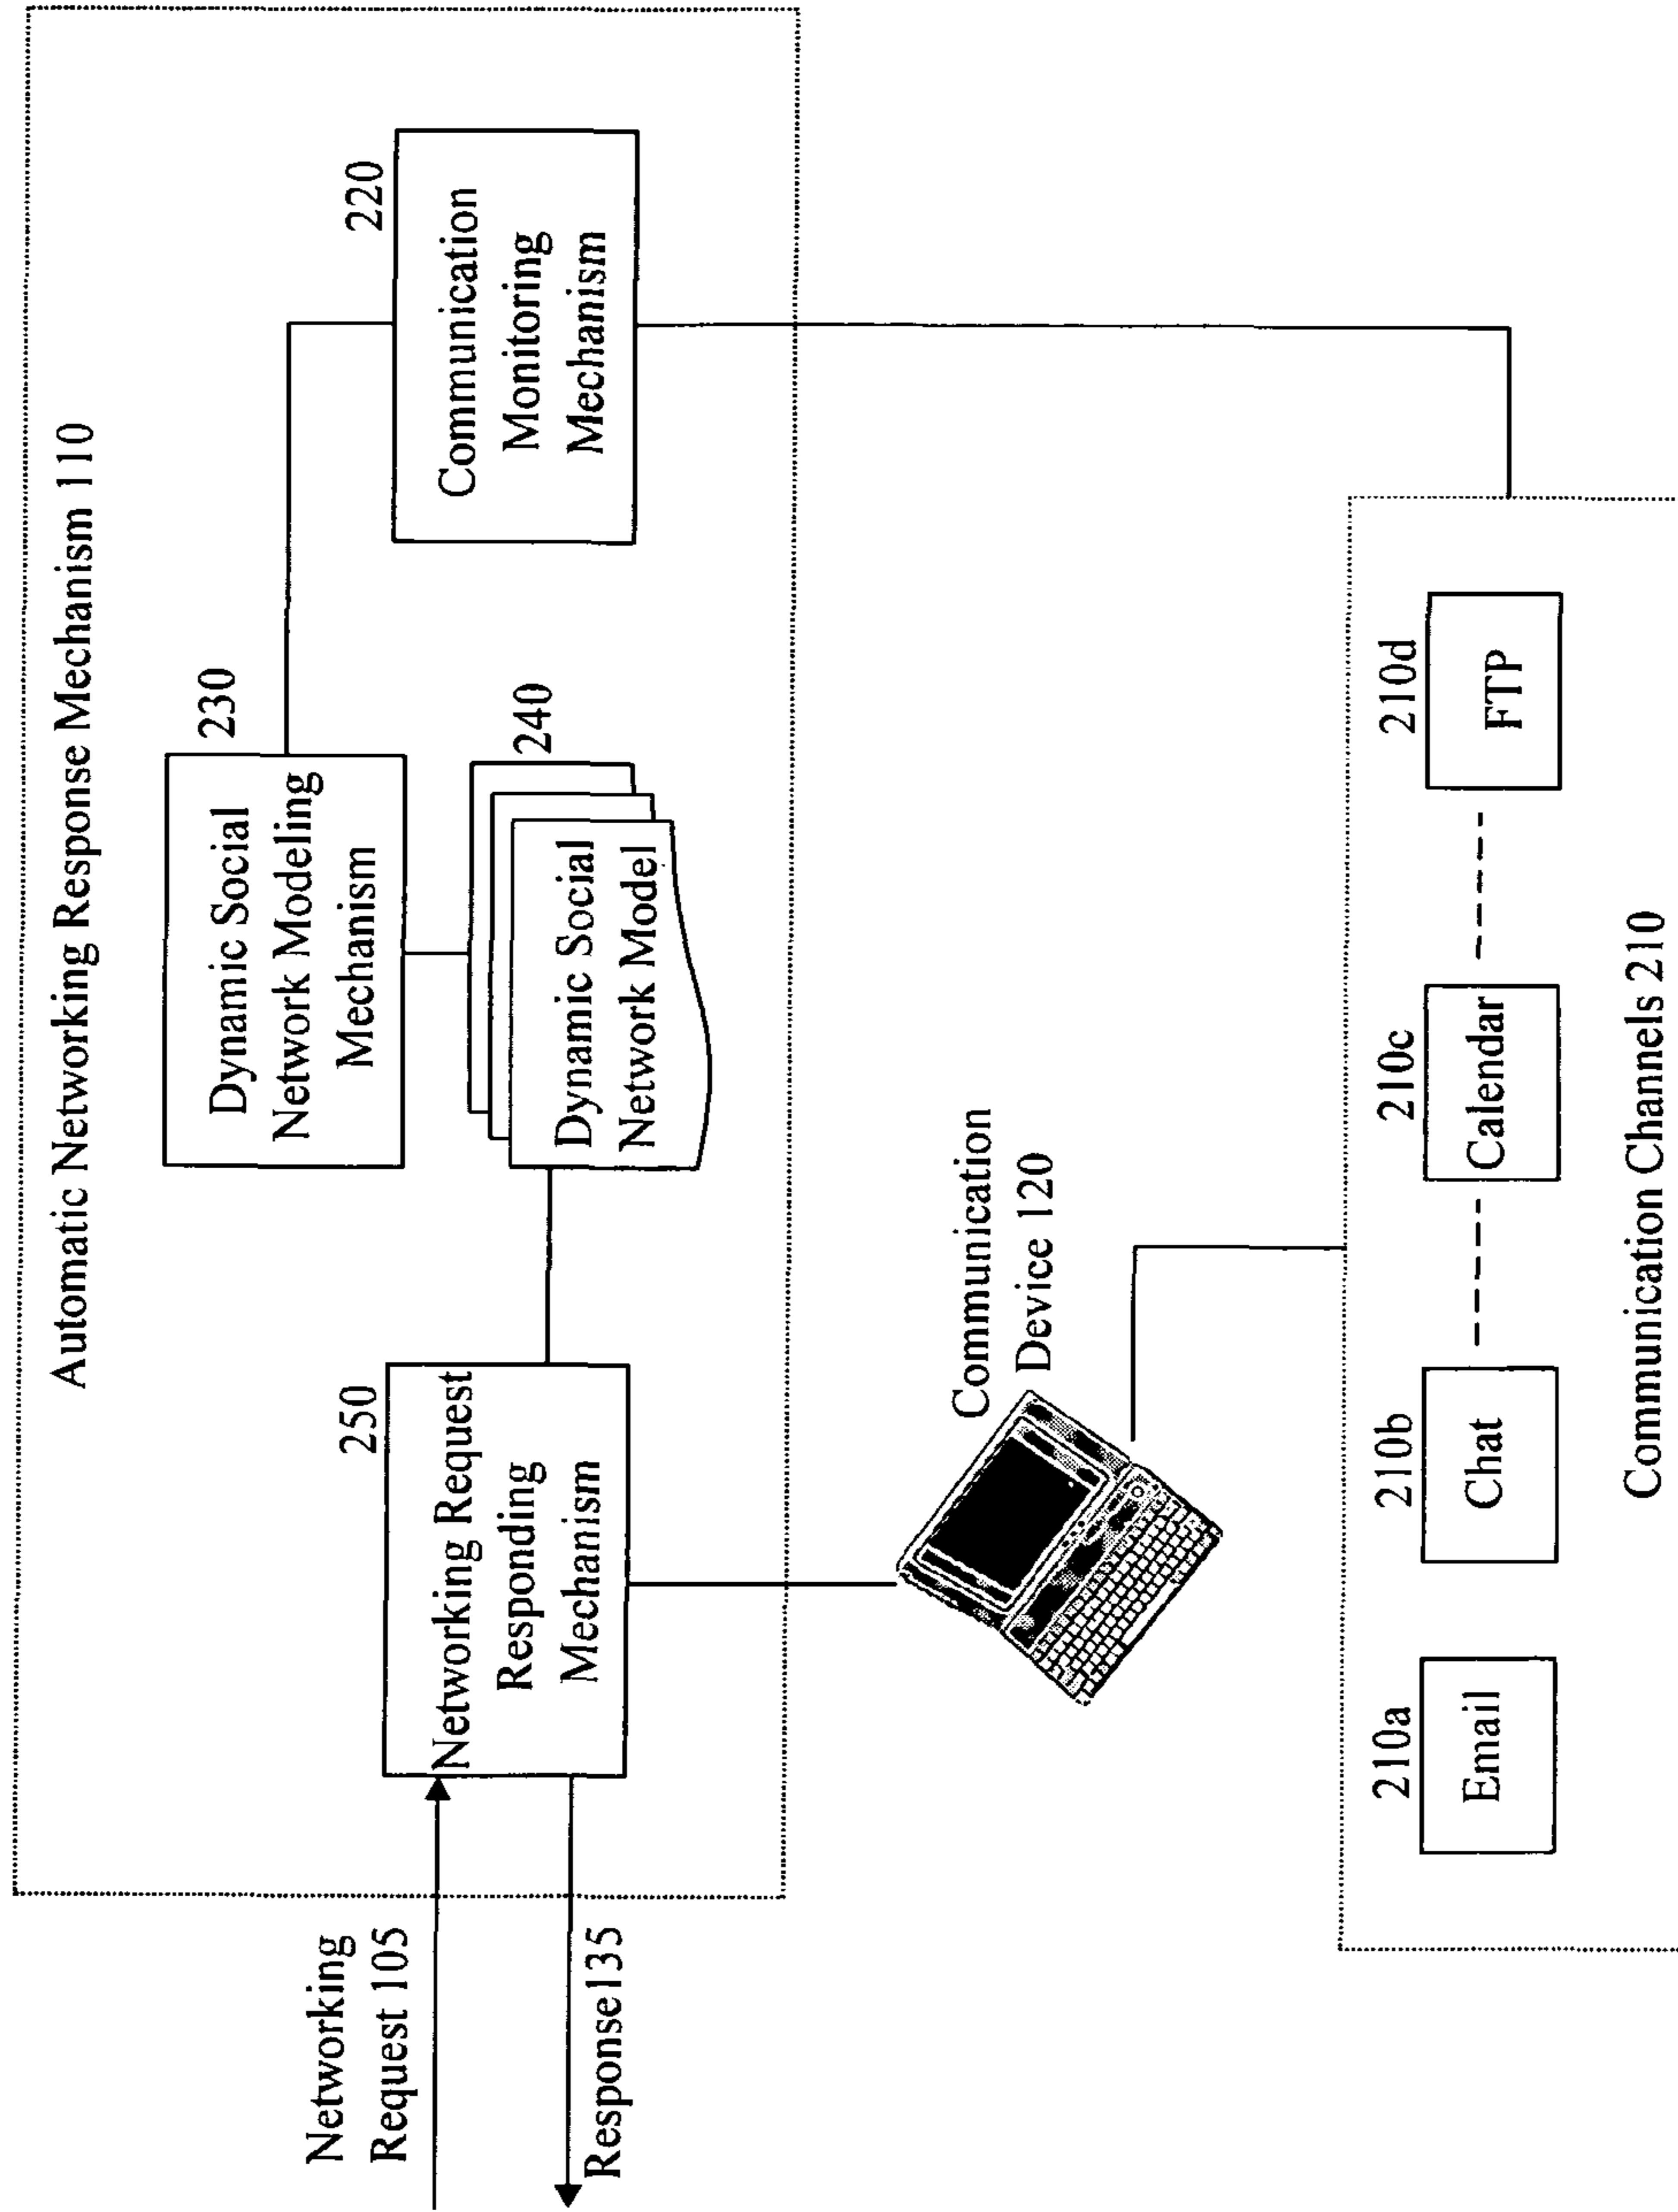 Automatic Networking Response Mechanism 110
Networking
Request 105
Response135
250
Networking Request
Responding
Mechanism
230
Dynamic Social
Network Modeling
Mechanism
240
Dynamic Social
Network Model
220
Communication
Monitoring
Mechanism
Communication
Device 120
210a
Email
210b
Chat
210c
Calendar
210d
FTP
Communication Channels 210